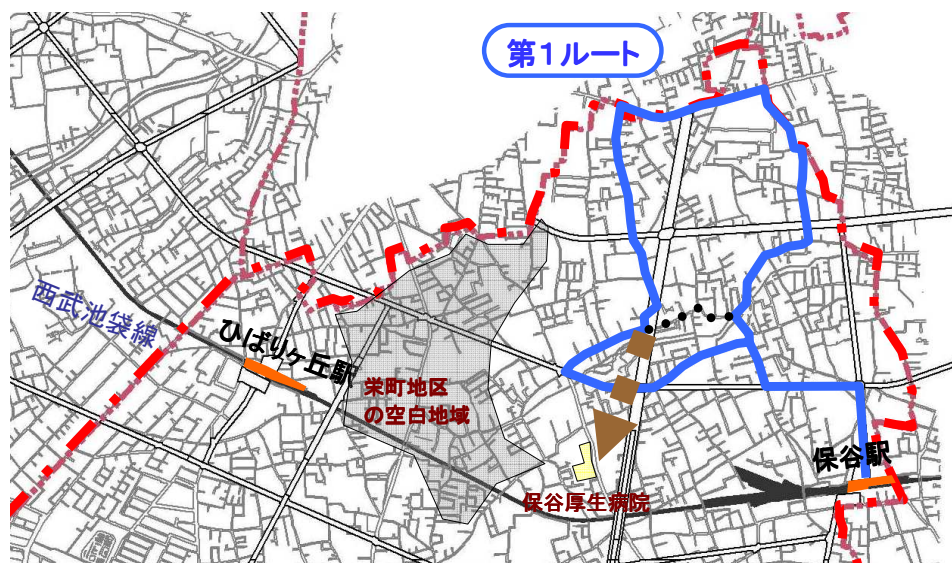 第1ルート
西武池袋線
ひばりヶ丘駅
栄町地区
の空白地域
保谷駅
保谷厚生病院